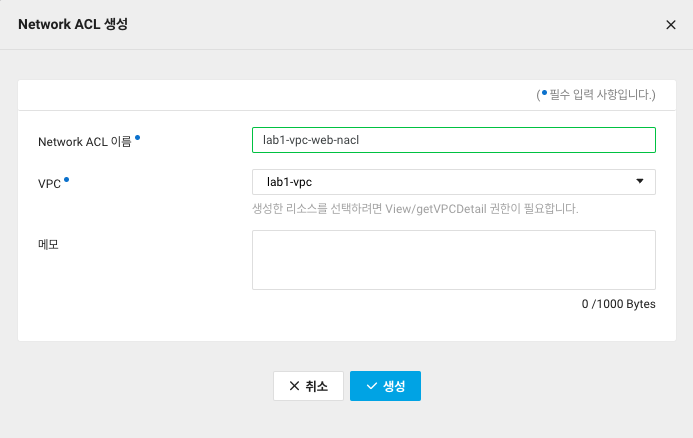 Network ACL 생성
(•필수 입력 사항입니다.)
Network ACL 이름•
lab1-vpc-web-nacl
VPC•
lab1-vpc
생성한 리소스를 선택하려면 View/getVPCDetail 권한이 필요합니다.
메모
0 /1000 Bytes
취소
생성